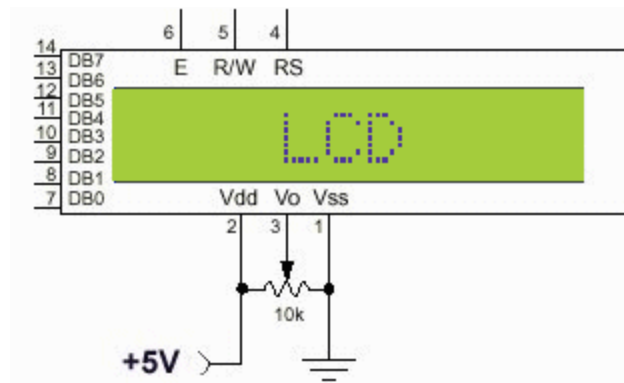 6 5 4
14 DB7 E R/W RS
13 DB6
12 DB5
11 DB4
10 DB3
9 DB2
8 DB1
7 DB0
LCD
Vdd Vo Vss
2 3 1
10k
+5V